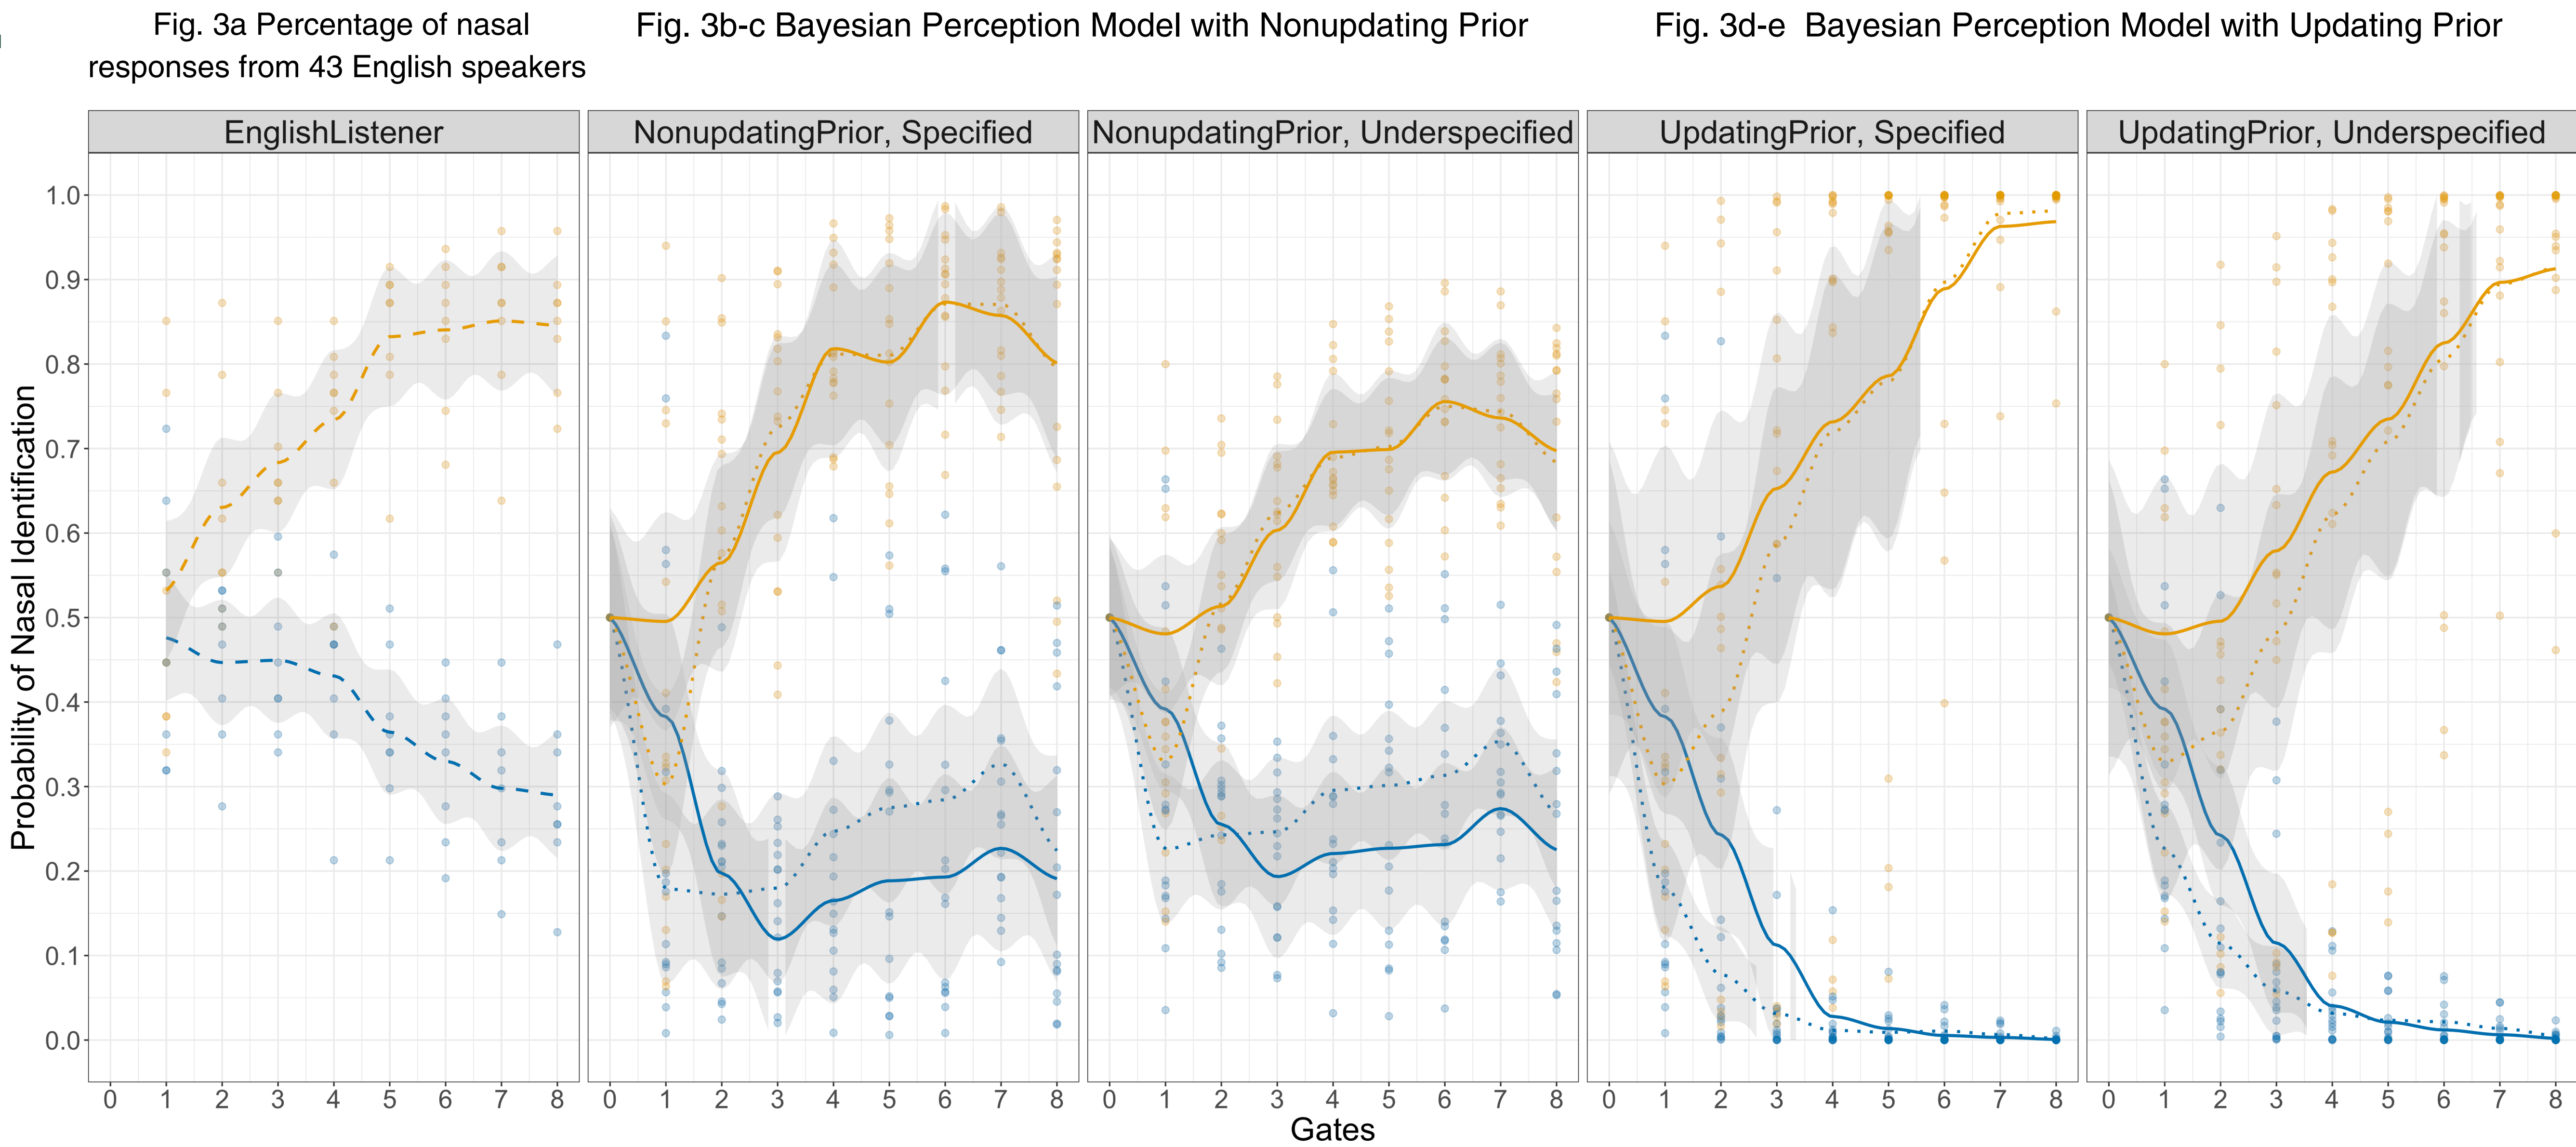 Fig. 3a Percentage of nasal
responses from 43 English speakers
Fig. 3b-c Bayesian Perception Model with Nonupdating Prior
Fig. 3d-e Bayesian Perception Model with Updating Prior
EnglishListener
NonupdatingPrior, Specified
NonupdatingPrior, Underspecified
UpdatingPrior, Specified
UpdatingPrior, Underspecified
Probability of Nasal Identification
1.0
0.9
0.8
0.7
0.6
0.5
0.4
0.3
0.2
0.1
0.0
0 1 2 3 4 5 6 7 8
0 1 2 3 4 5 6 7 8
0 1 2 3 4 5 6 7 8
0 1 2 3 4 5 6 7 8
0 1 2 3 4 5 6 7 8
Gates